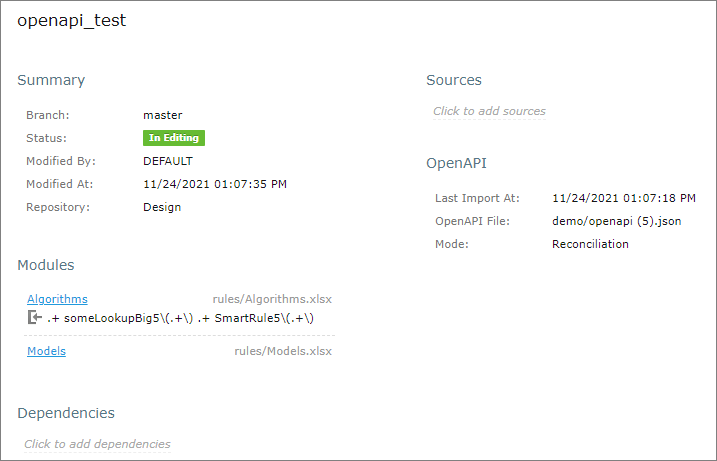 openapi_test
Summary
Branch: master
Status: In Editing
Modified By: DEFAULT
Modified At: 11/24/2021 01:07:35 PM
Repository: Design
Modules
Algorithms rules/Algorithms.xlsx
.+ someLookupBig5\(.+\) .+ SmartRule5\(.+\)
Models rules/Models.xlsx
Dependencies
Click to add dependencies
Sources
Click to add sources
OpenAPI
Last Import At: 11/24/2021 01:07:18 PM
OpenAPI File: demo/openapi (5).json
Mode: Reconciliation